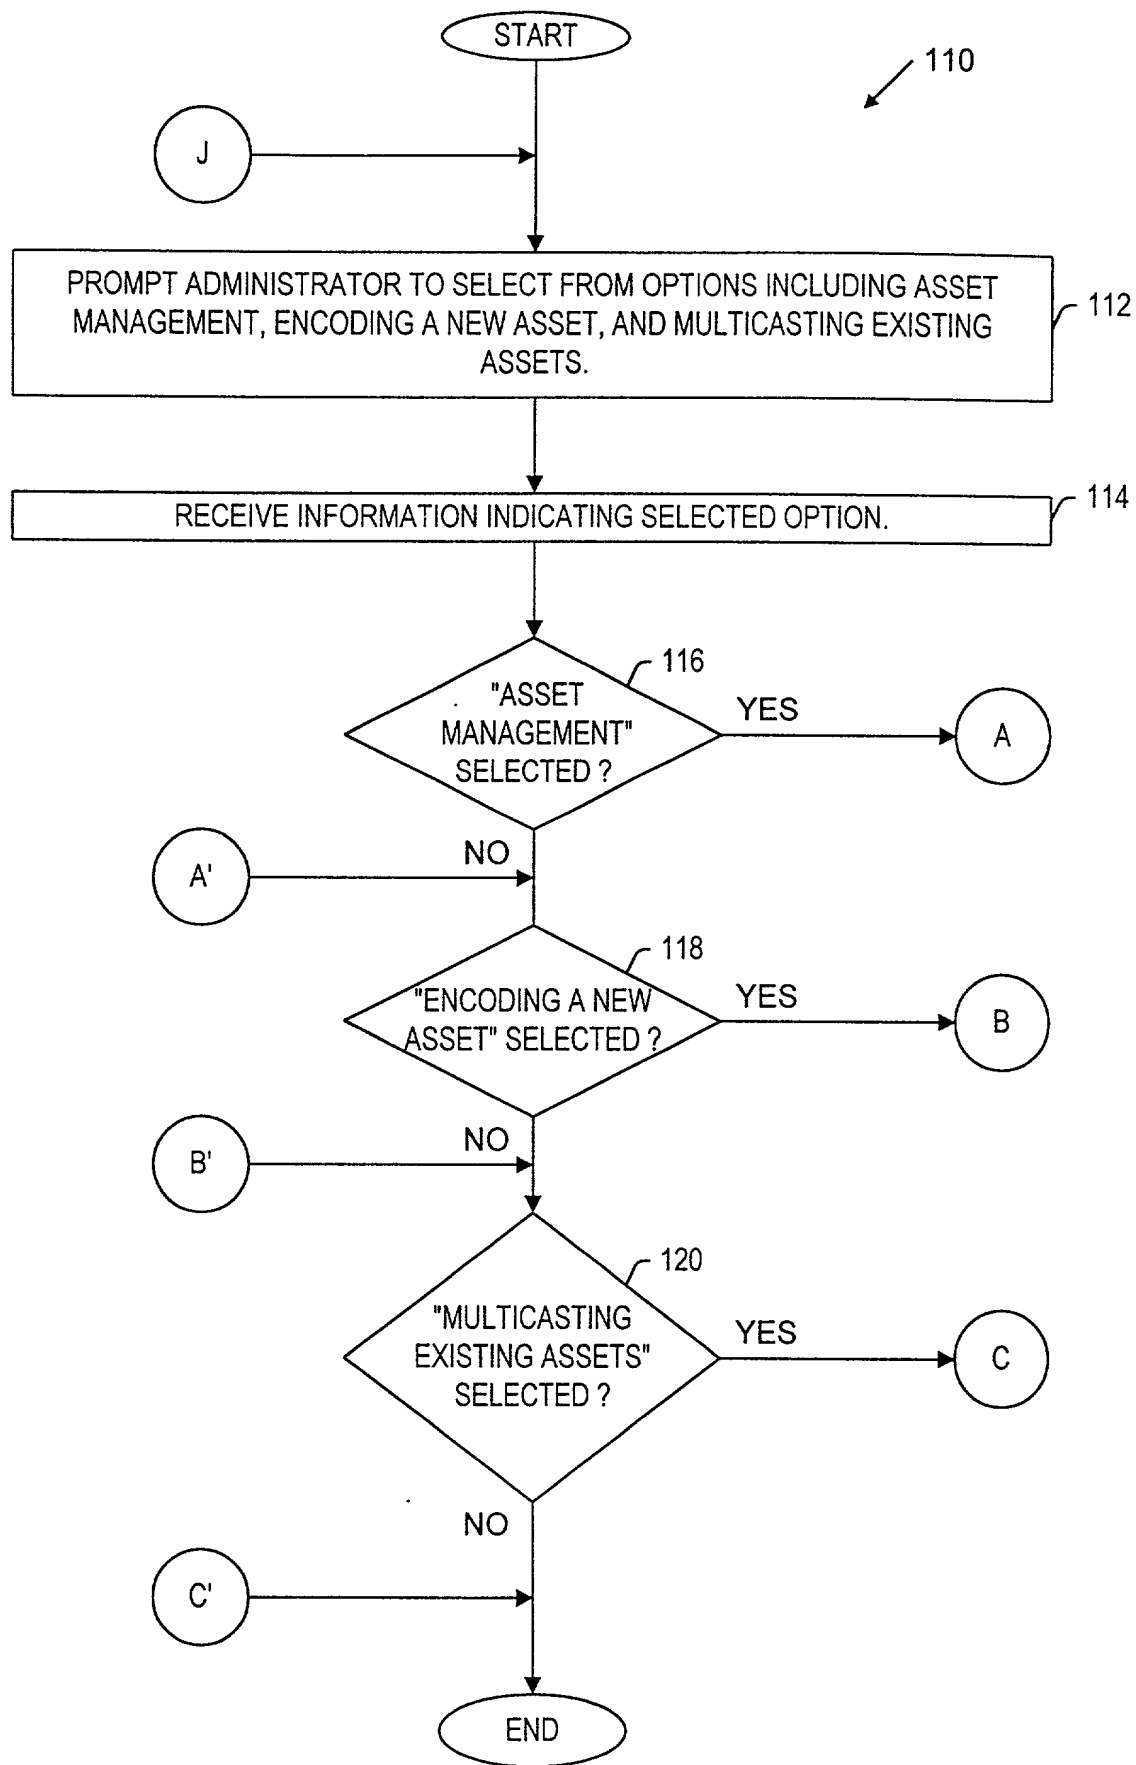 START
110
J
PROMPT ADMINISTRATOR TO SELECT FROM OPTIONS INCLUDING ASSET
MANAGEMENT, ENCODING A NEW ASSET, AND MULTICASTING EXISTING
ASSETS.
112
RECEIVE INFORMATION INDICATING SELECTED OPTION.
114
116
"ASSET
MANAGEMENT"
SELECTED ?
YES
A
NO
A'
118
"ENCODING A NEW
ASSET" SELECTED ?
YES
B
NO
B'
120
"MULTICASTING
EXISTING ASSETS"
SELECTED ?
YES
C
NO
C'
END